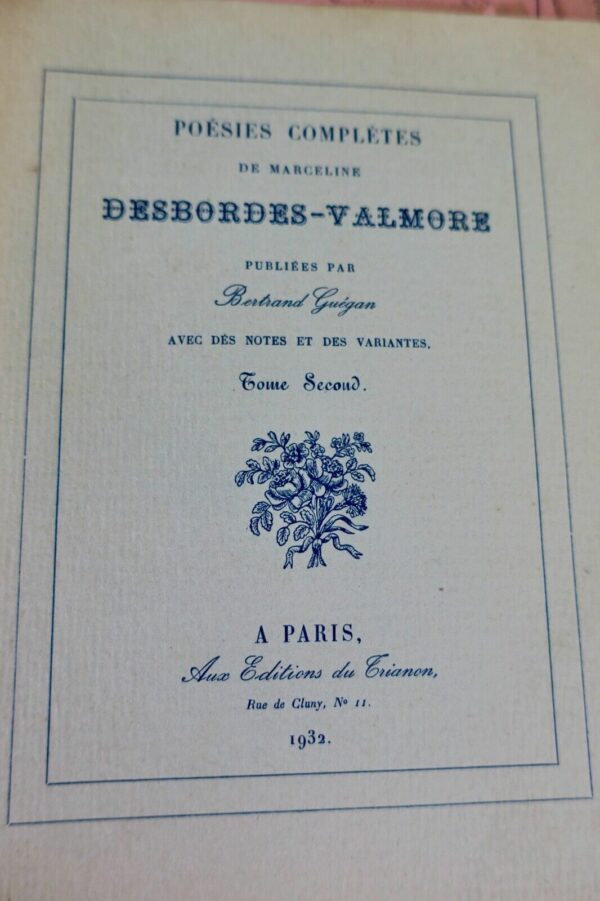 POÉSIES COMPLÈTES
DE MARCELINE
DESBORDES-VALMORE
PUBLIÉES PAR
Bertrand Guégan
AVEC DÉS NOTES ET DES VARIANTES.
Tome Second.
A PARIS,
Aux Editions du Trianon,
Rue de Cluny, No 11.
1932.